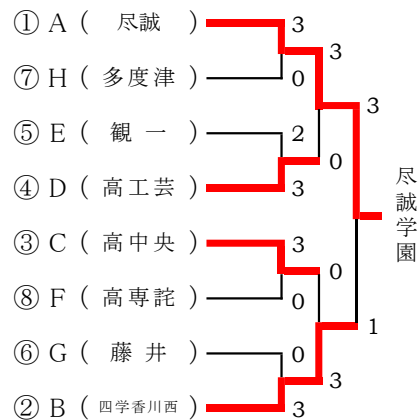 ① A ( 尽誠 ) 3
3
⑦ H ( 多度津 ) 0
3
⑤ E ( 観一 ) 2
0
④ D ( 高工芸 ) 3
尽誠学園
③ C ( 高中央 ) 3
0
⑧ F ( 高専詫 ) 0
1
⑥ G ( 藤井 ) 0
3
② B ( 四学香川西 ) 3